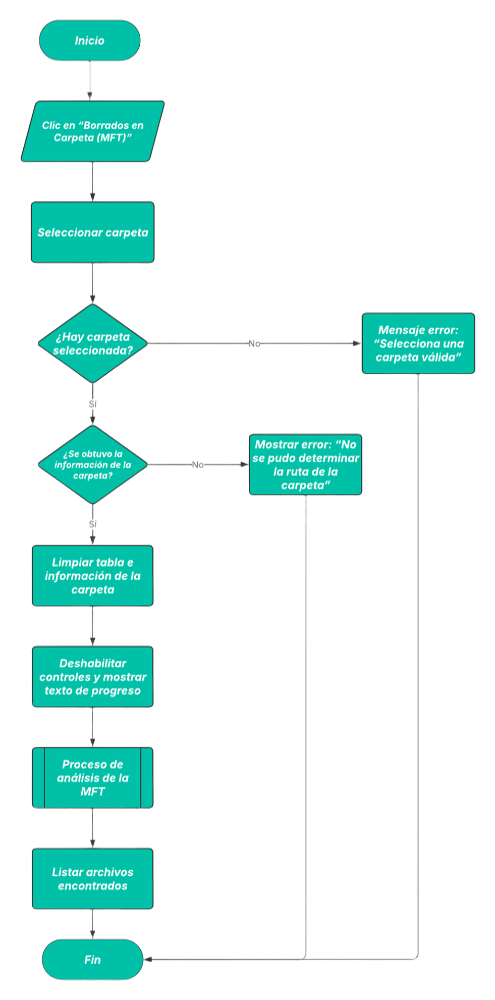 Inicio
Clic en “Borrados en
Carpeta (MFT)”
Seleccionar carpeta
¿Hay carpeta
seleccionada?
No
Mensaje error:
“Selecciona una
carpeta válida”
Sí
¿Se obtuvo la
información de la
carpeta?
No
Mostrar error: “No
se pudo determinar
la ruta de la
carpeta”
Sí
Limpiar tabla e
información de la
carpeta
Deshabilitar
controles y mostrar
texto de progreso
Proceso de
análisis de la
MFT
Listar archivos
encontrados
Fin